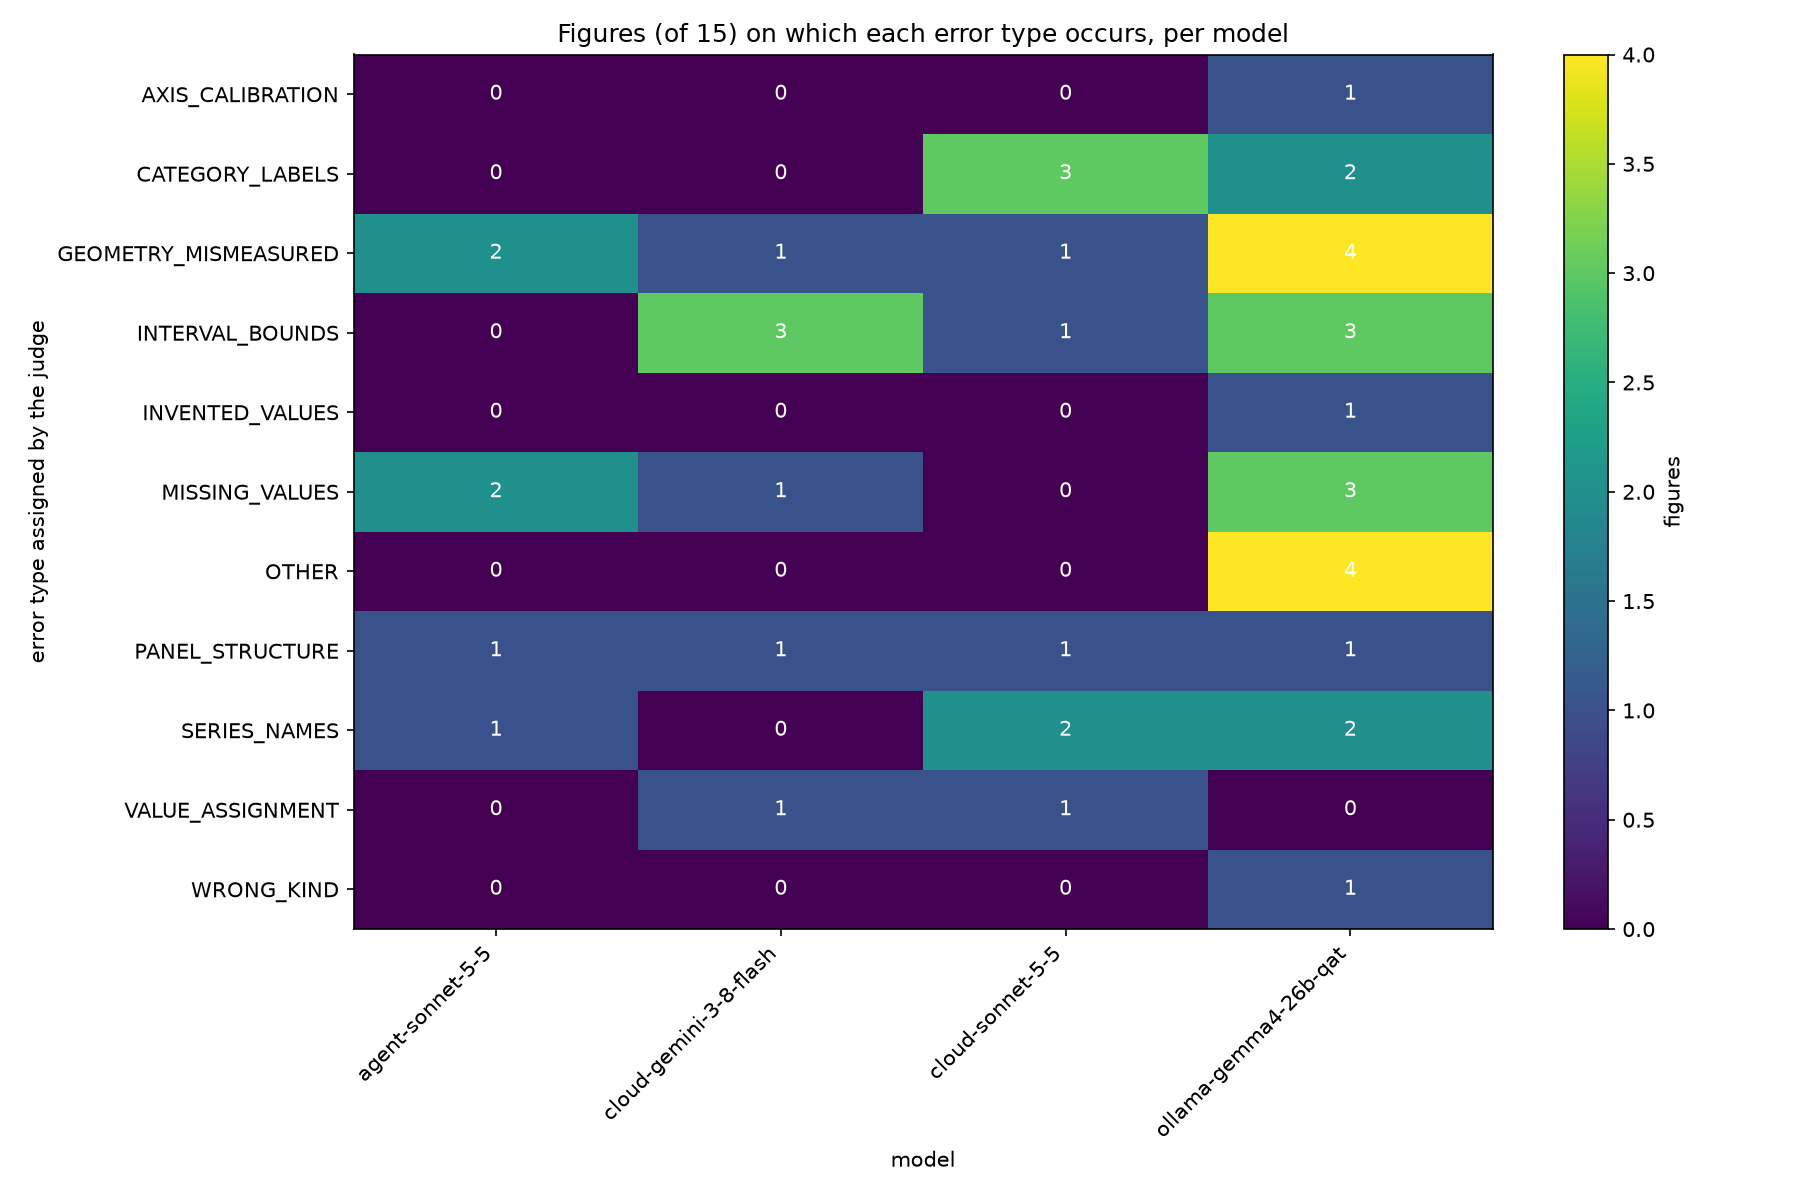 Figures (of 15) on which each error type occurs, per model
error type assigned by the judge
AXIS_CALIBRATION 0 0 0 1
CATEGORY_LABELS 0 0 3 2
GEOMETRY_MISMEASURED 2 1 1 4
INTERVAL_BOUNDS 0 3 1 3
INVENTED_VALUES 0 0 0 1
MISSING_VALUES 2 1 0 3
OTHER 0 0 0 4
PANEL_STRUCTURE 1 1 1 1
SERIES_NAMES 1 0 2 2
VALUE_ASSIGNMENT 0 1 1 0
WRONG_KIND 0 0 0 1
agent-sonnet-5-5
cloud-gemini-3-8-flash
cloud-sonnet-5-5
ollama-gemma4-26b-qat
model
4.0
3.5
3.0
2.5
2.0
1.5
1.0
0.5
0.0
figures